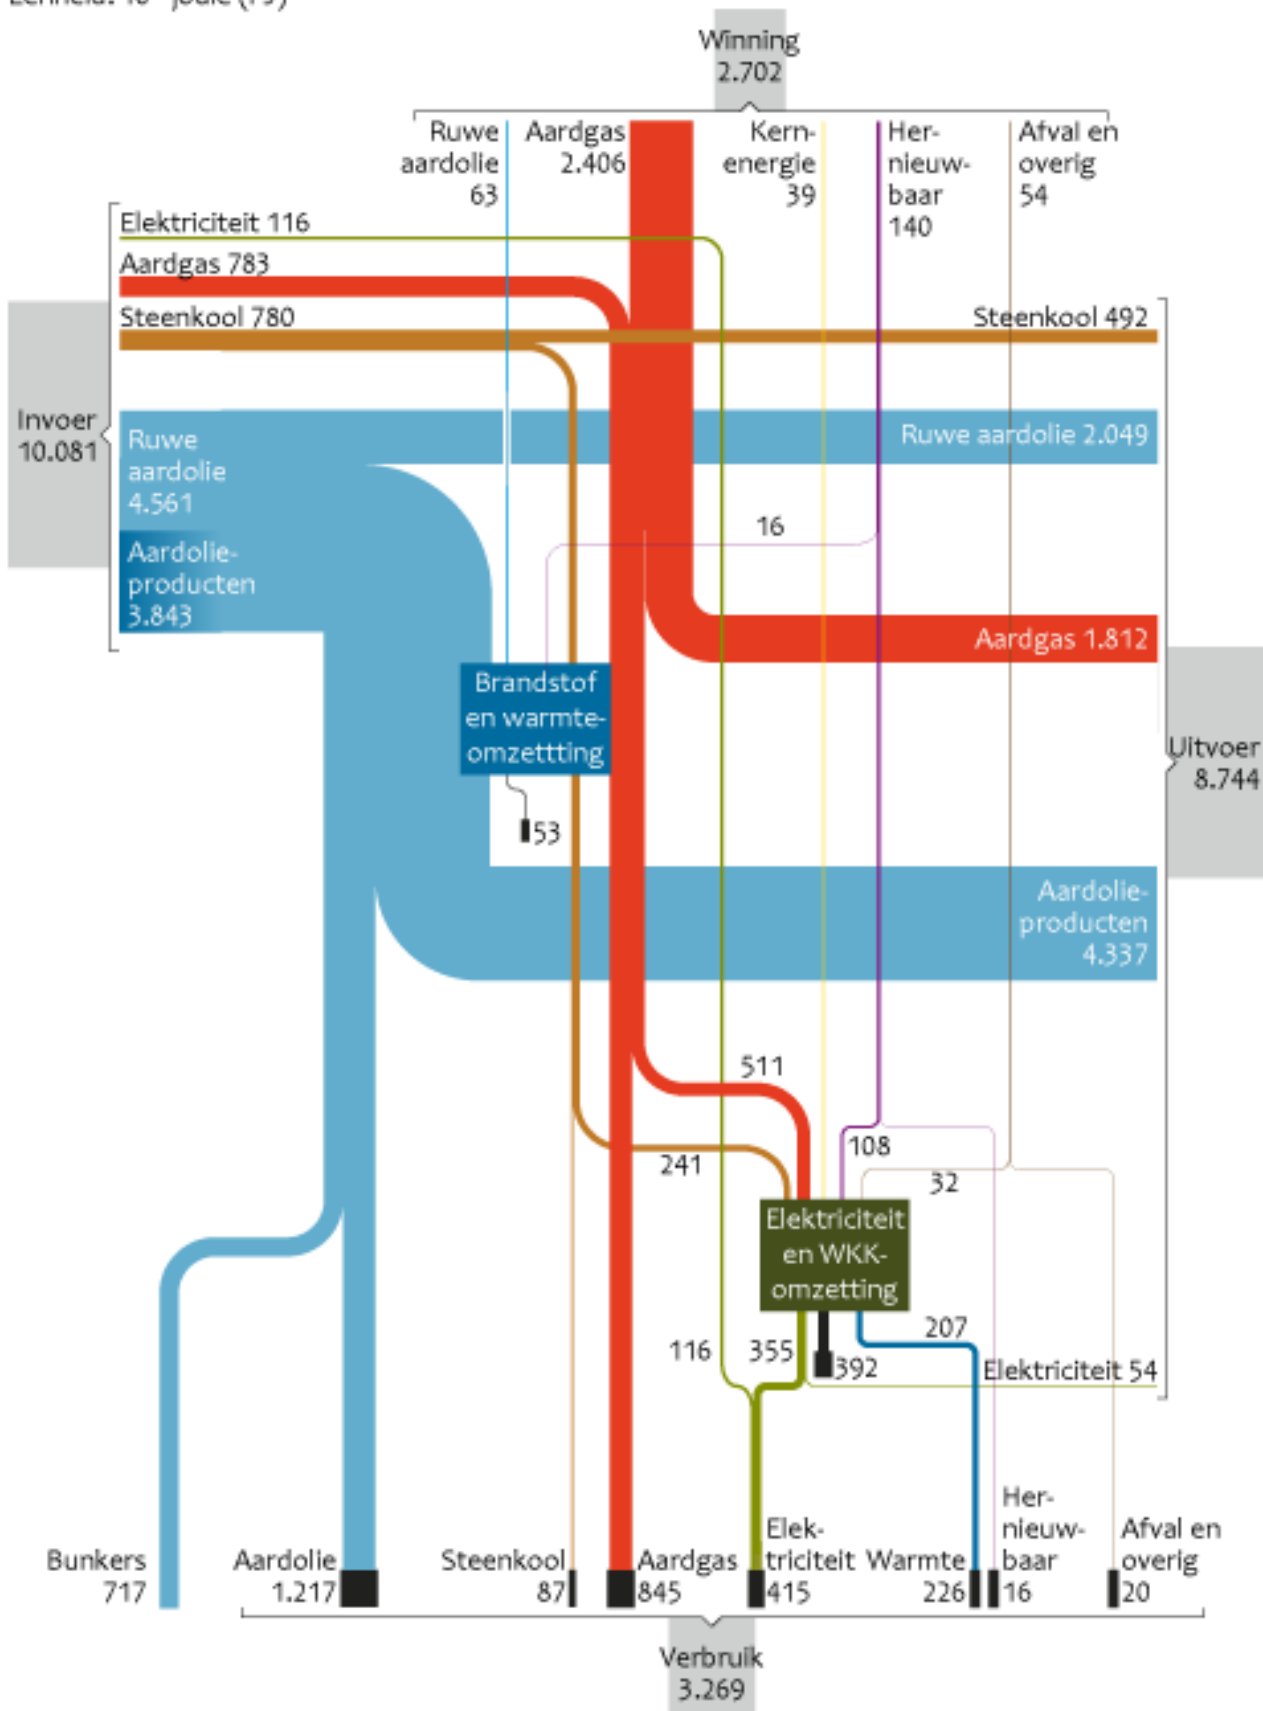 Winning
2.702
Ruwe
aardolie
63
Aardgas
2.406
Kern-
energie
39
Her-
nieuw-
baar
140
Afval en
overig
54
Elektriciteit 116
Aardgas 783
Steenkool 780
Steenkool 492
Invoer
10.081
Ruwe
aardolie
4.561
Ruwe aardolie 2.049
Aardolie-
producten
3.843
16
Aardgas 1.812
Brandstof
en warmte-
omzettting
Uitvoer
8.744
53
Aardolie-
producten
4.337
511
241
108
32
Elektriciteit
en WKK-
omzetting
116
355
392
207
Elektriciteit 54
Bunkers
717
Aardolie
1.217
Steenkool
87
Aardgas
845
Elek-
triciteit
415
Warmte
226
Her-
nieuw-
baar
16
Afval en
overig
20
Verbruik
3.269